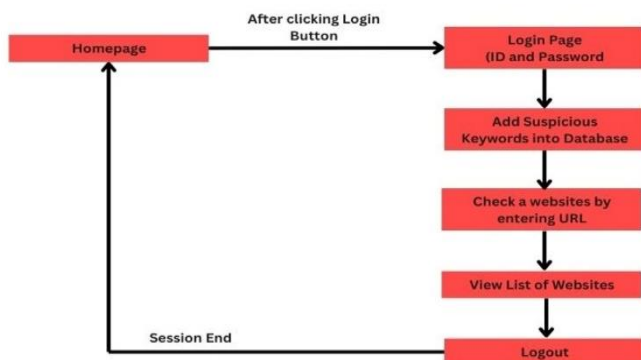 After clicking Login
Button
Homepage
Login Page
(ID and Password
Add Suspicious
Keywords into Database
Check a websites by
entering URL
View List of Websites
Session End
Logout